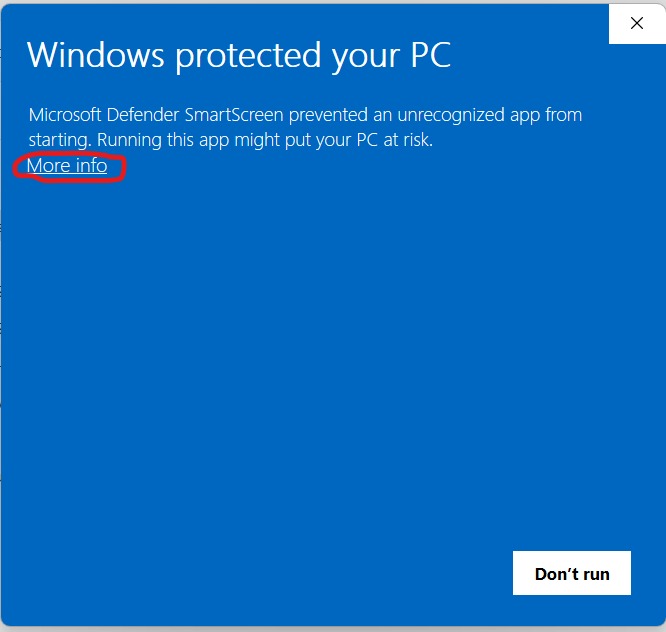 Windows protected your PC
Microsoft Defender SmartScreen prevented an unrecognized app from
starting. Running this app might put your PC at risk.
More info
Don't run